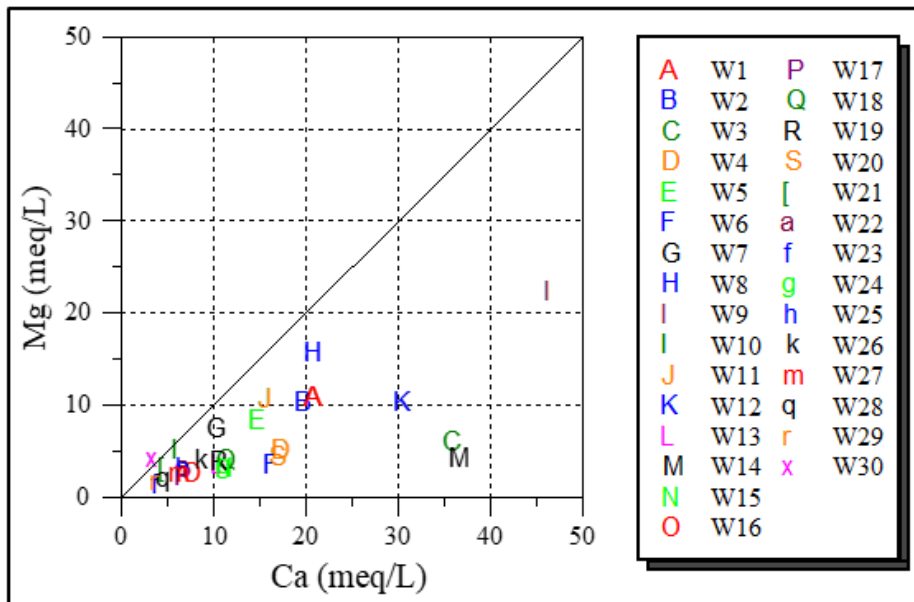 50
40
30
20
10
0
Mg (meq/L)
0 10 20 30 40 50
Ca (meq/L)
I
H
J A B K
E G
C
M
D S
F
Q
R
k
I
x
q
m
O
A W1 P W17
B W2 Q W18
C W3 R W19
D W4 S W20
E W5 [ W21
F W6 a W22
G W7 f W23
H W8 g W24
I W9 h W25
I W10 k W26
J W11 m W27
K W12 q W28
L W13 r W29
M W14 x W30
N W15
O W16